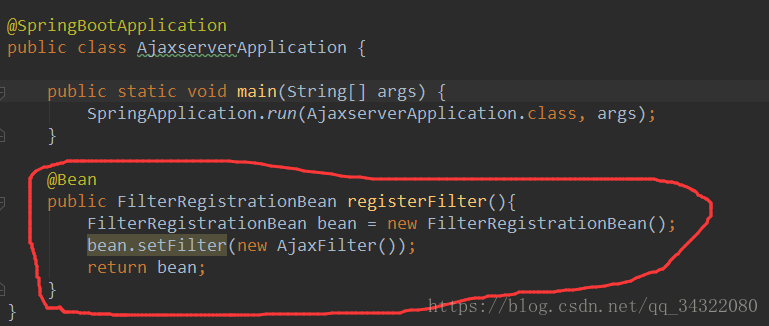 @SpringBootApplication
public class AjaxserverApplication {
public static void main(String[] args) {
SpringApplication.run(AjaxserverApplication.class, args);
}
@Bean
public FilterRegistrationBean registerFilter(){
FilterRegistrationBean bean = new FilterRegistrationBean();
bean.setFilter(new AjaxFilter());
return bean;
}
}
https://blog.csdn.net/qq_34322080